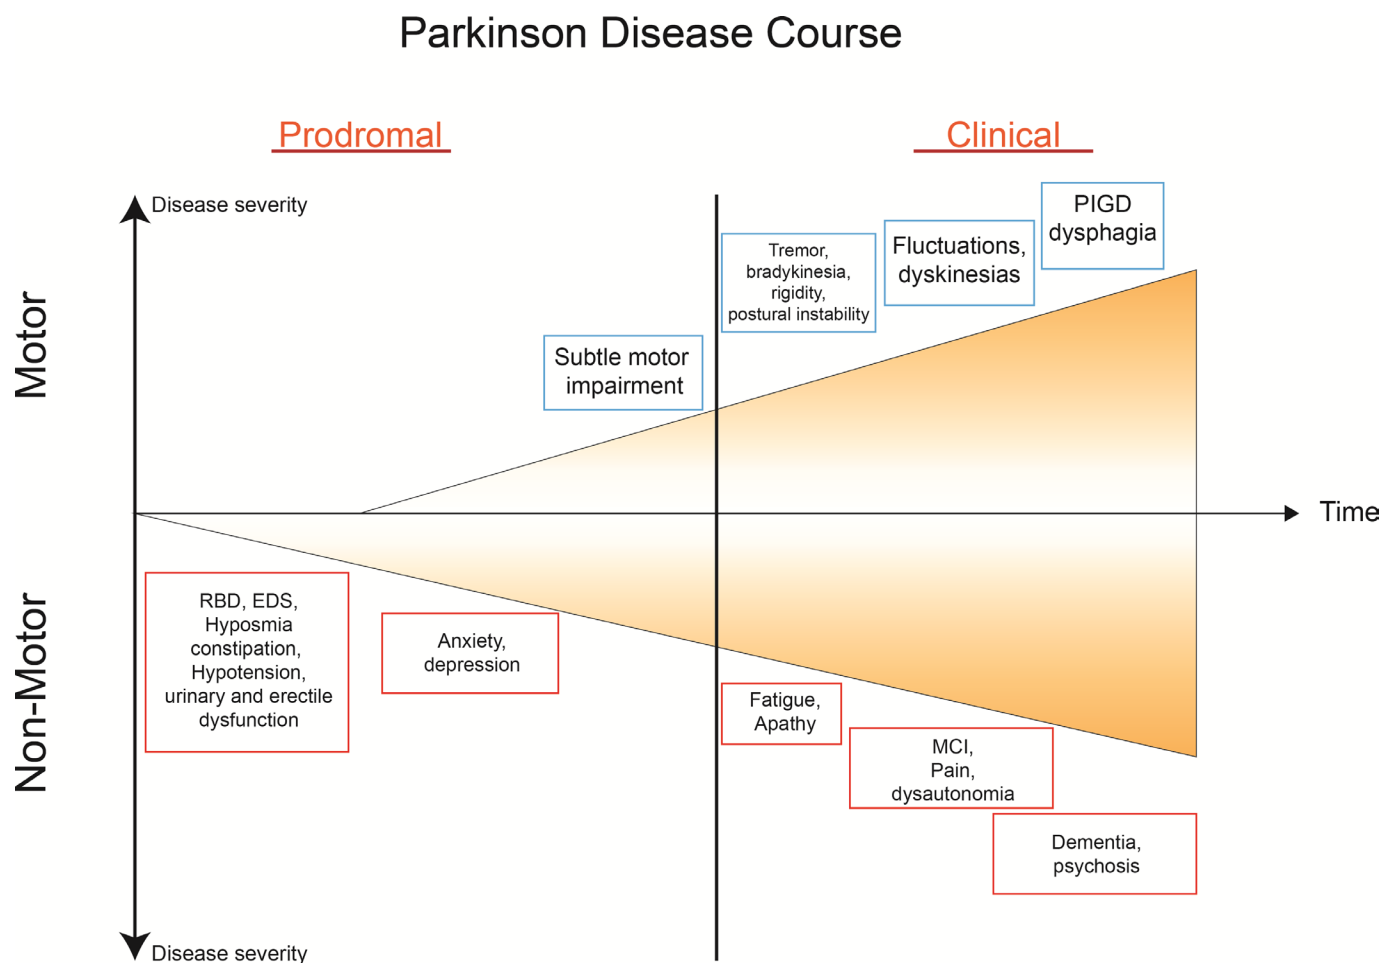 Parkinson Disease Course
Prodromal
Clinical
Disease severity
Motor
Subtle motor
impairment
Tremor,
bradykinesia,
rigidity,
postural instability
Fluctuations,
dyskinesias
PIGD
dysphagia
Time
Non-Motor
RBD, EDS,
Hyposmia
constipation,
Hypotension,
urinary and erectile
dysfunction
Anxiety,
depression
Fatigue,
Apathy
MCI,
Pain,
dysautonomia
Dementia,
psychosis
Disease severity